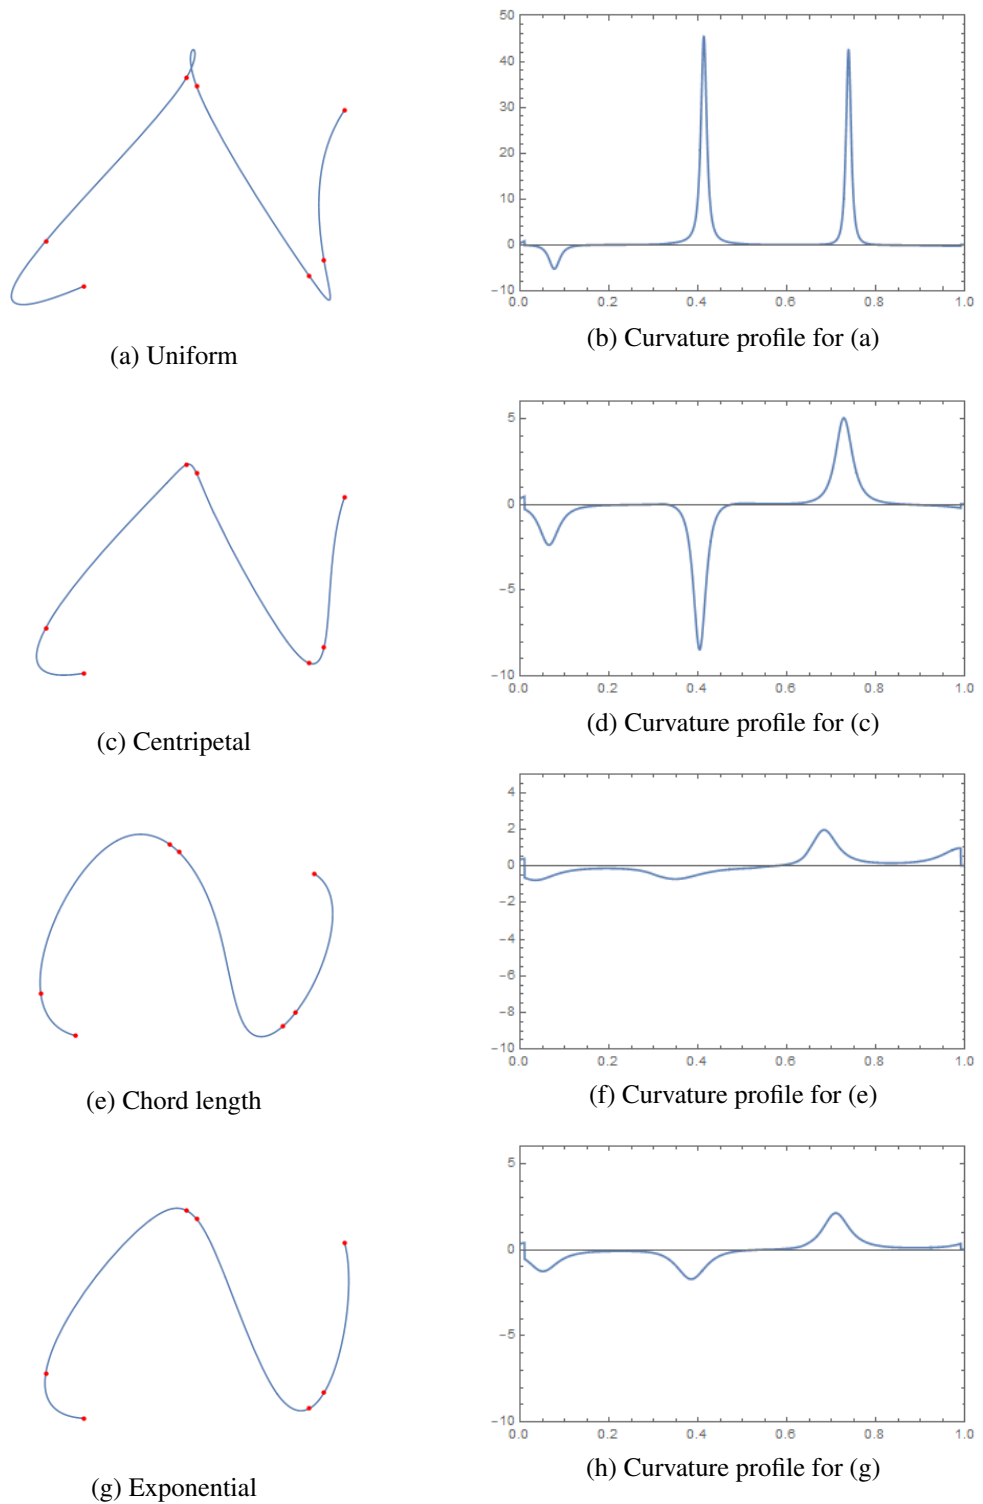 50
40
30
20
10
0
−10
0.0 0.2 0.4 0.6 0.8 1.0
(a) Uniform
(b) Curvature profile for (a)
5
0
−5
−10
0.0 0.2 0.4 0.6 0.8 1.0
(c) Centripetal
(d) Curvature profile for (c)
4
2
0
−2
−4
−6
−8
−10
0.0 0.2 0.4 0.6 0.8 1.0
(e) Chord length
(f) Curvature profile for (e)
5
0
−5
−10
0.0 0.2 0.4 0.6 0.8 1.0
(g) Exponential
(h) Curvature profile for (g)